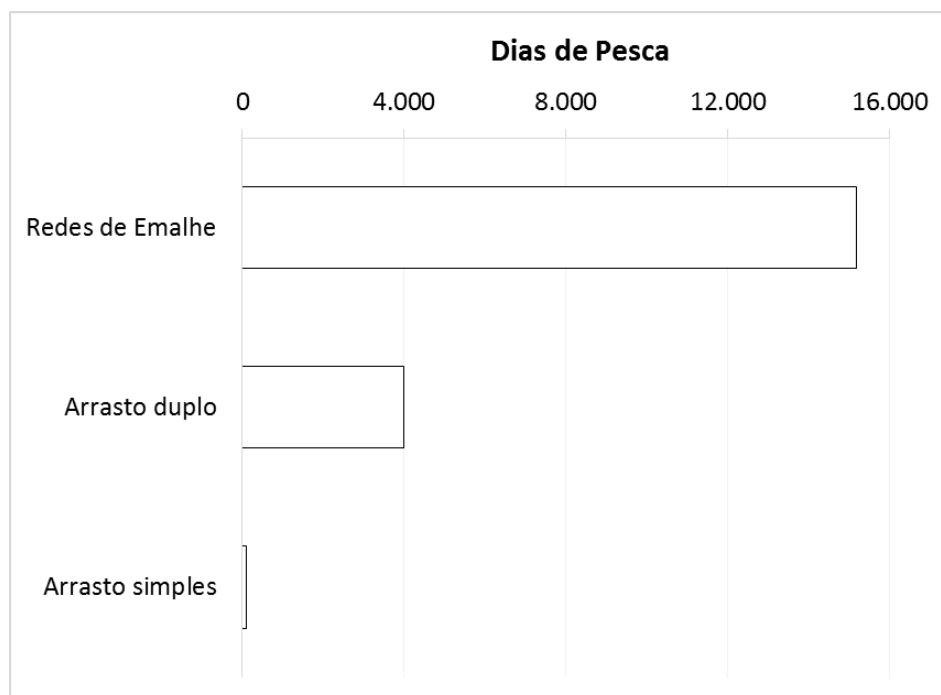 Dias de Pesca
0 4.000 8.000 12.000 16.000
Redes de Emalhe
Arrasto duplo
Arrasto simples